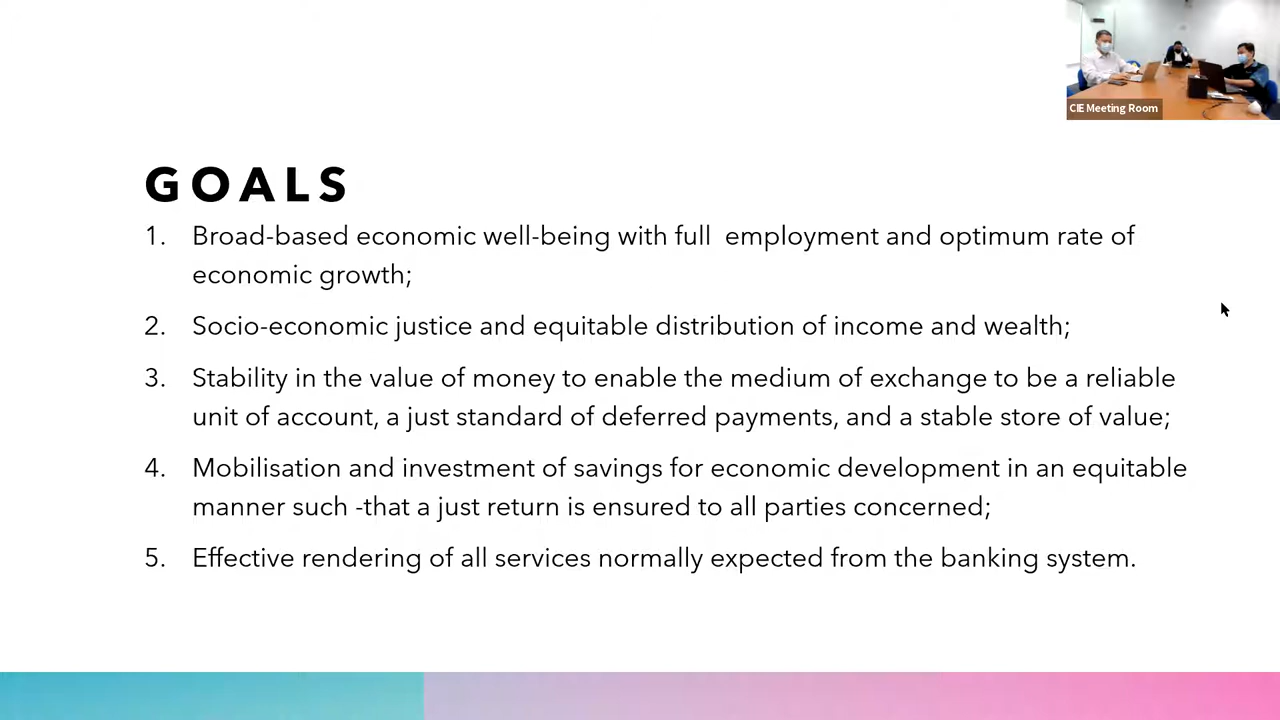 CIE Meeting Room
GOALS
1. Broad-based economic well-being with full  employment and optimum rate of
economic growth;
2. Socio-economic justice and equitable distribution of income and wealth;
3. Stability in the value of money to enable the medium of exchange to be a reliable
unit of account, a just standard of deferred payments, and a stable store of value;
4. Mobilisation and investment of savings for economic development in an equitable
manner such -that a just return is ensured to all parties concerned;
5. Effective rendering of all services normally expected from the banking system.